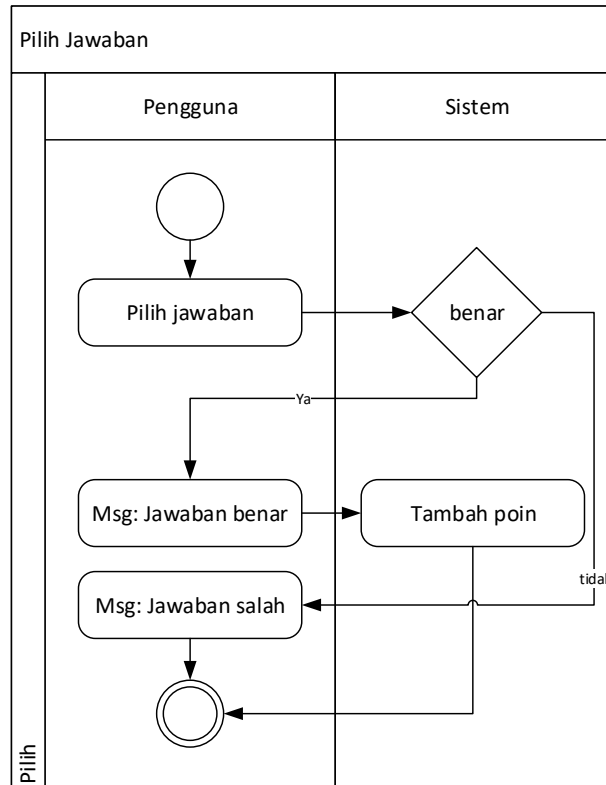 Pilih Jawaban
Pengguna
Sistem
Pilih jawaban
benar
Ya
Msg: Jawaban benar
Tambah poin
tidak
Msg: Jawaban salah
Pilih